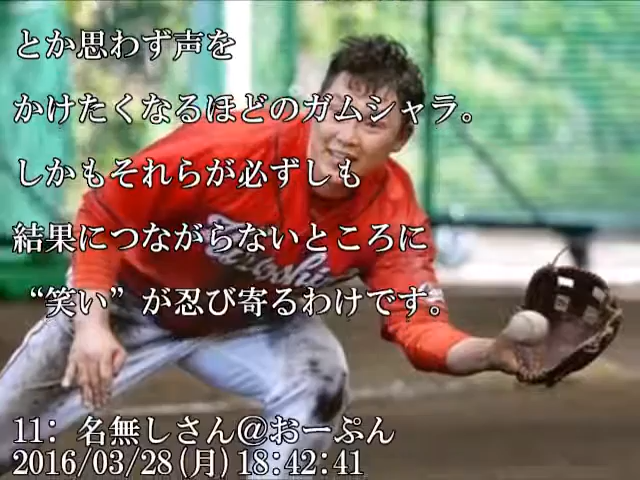 とか思わず声を
かけたくなるほどのガムシャラ。
しかもそれらが必ずしも
結果につながらないところに
“笑い”が忍び寄るわけです。
11: 名無しさん@おーぷん
2016/03/28(月)18:42:41